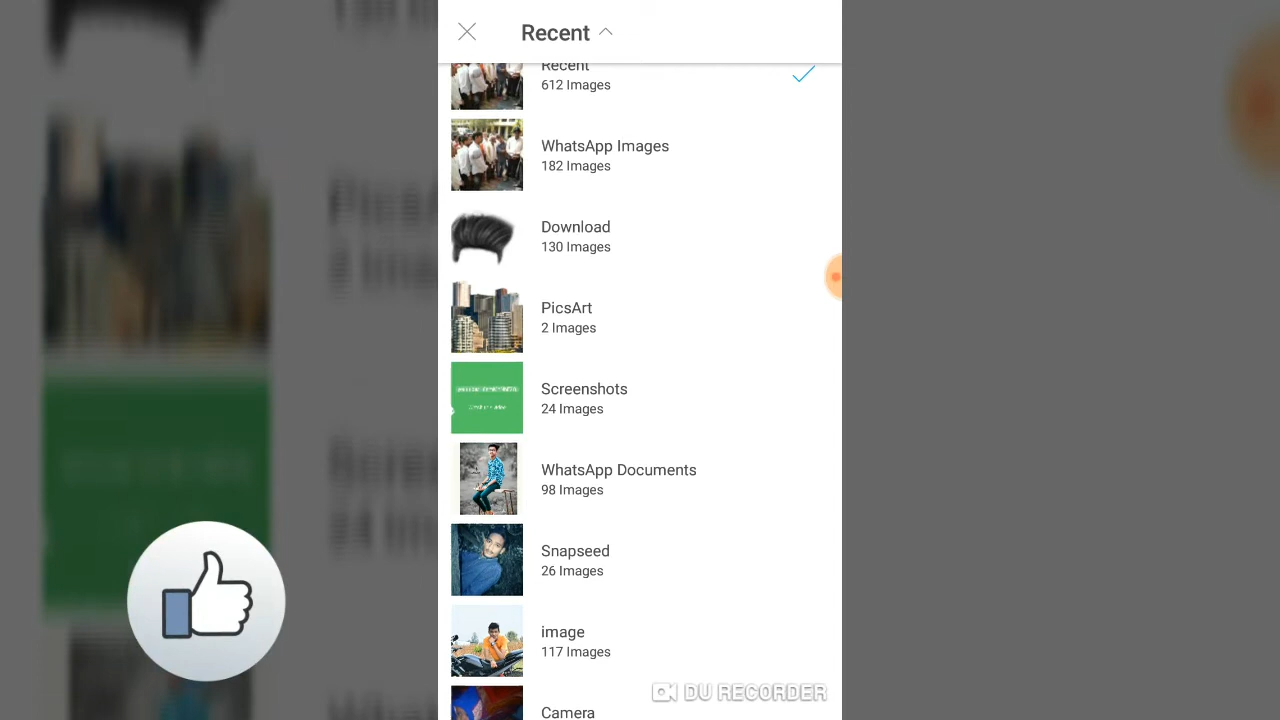 Recent
Recent
612 Images
WhatsApp Images
182 Images
Download
130 Images
PicsArt
2 Images
Screenshots
24 Images
WhatsApp Documents
98 Images
Snapseed
26 Images
image
117 Images
Camera
DU RECORDER